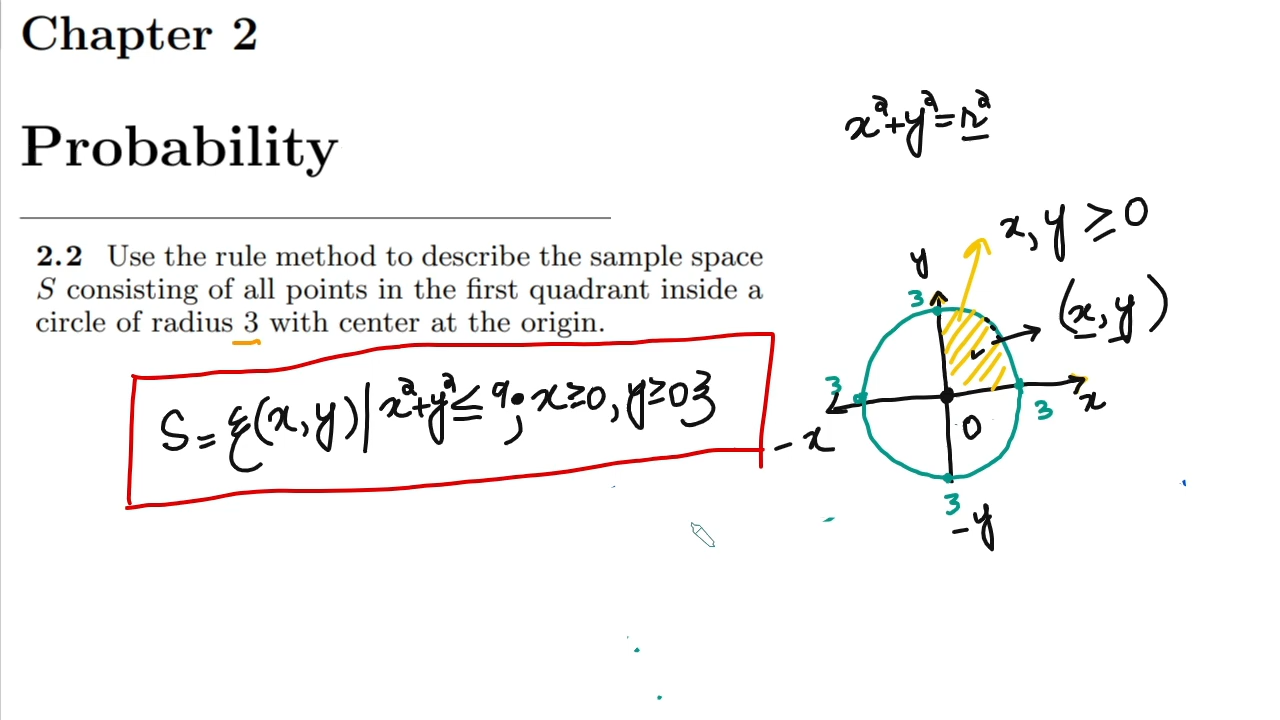 Chapter 2
Probability
2.2 Use the rule method to describe the sample space
S consisting of all points in the first quadrant inside a
circle of radius 3 with center at the origin.
S={(x,y)|x²+y²≤9; x≥0, y≥0}
x²+y²=r²
x, y ≥ 0
y
3
(x, y)
3
x
3
0
-x
3
-y